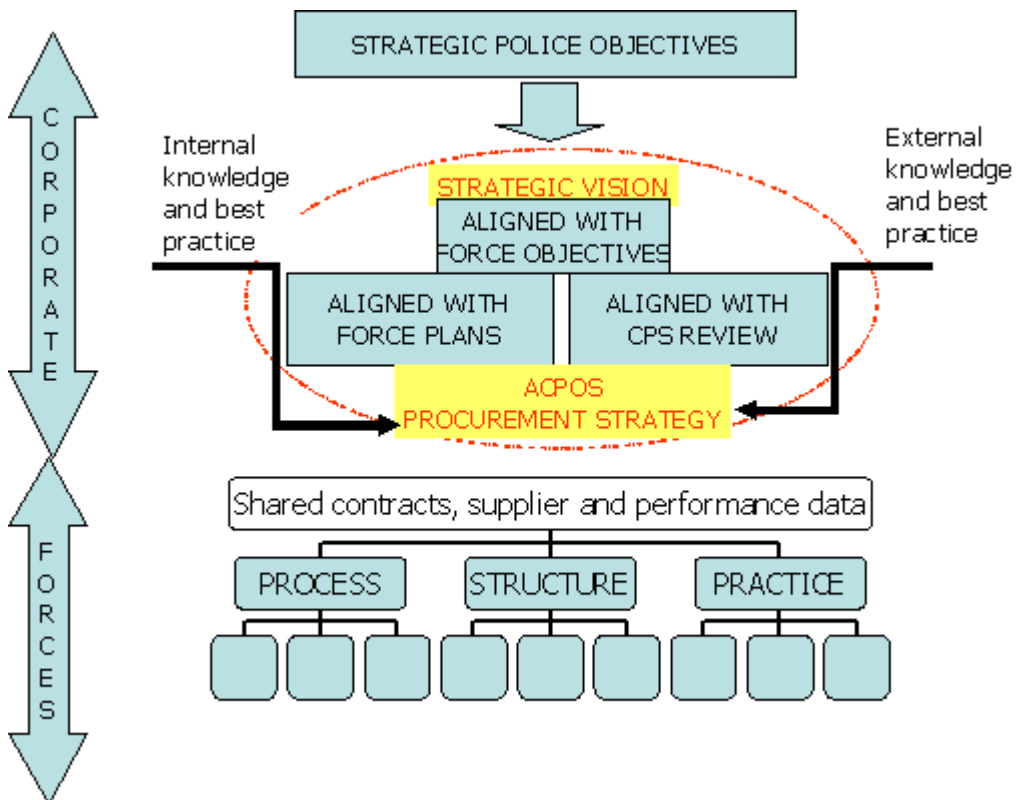 STRATEGIC POLICE OBJECTIVES
CORPORATE
Internal
knowledge
and best
practice
External
knowledge
and best
practice
STRATEGIC VISION
ALIGNED WITH
FORCE OBJECTIVES
ALIGNED WITH
FORCE PLANS
ALIGNED WITH
CPS REVIEW
ACPOS
PROCUREMENT STRATEGY
FORCES
Shared contracts, supplier and performance data
PROCESS
STRUCTURE
PRACTICE